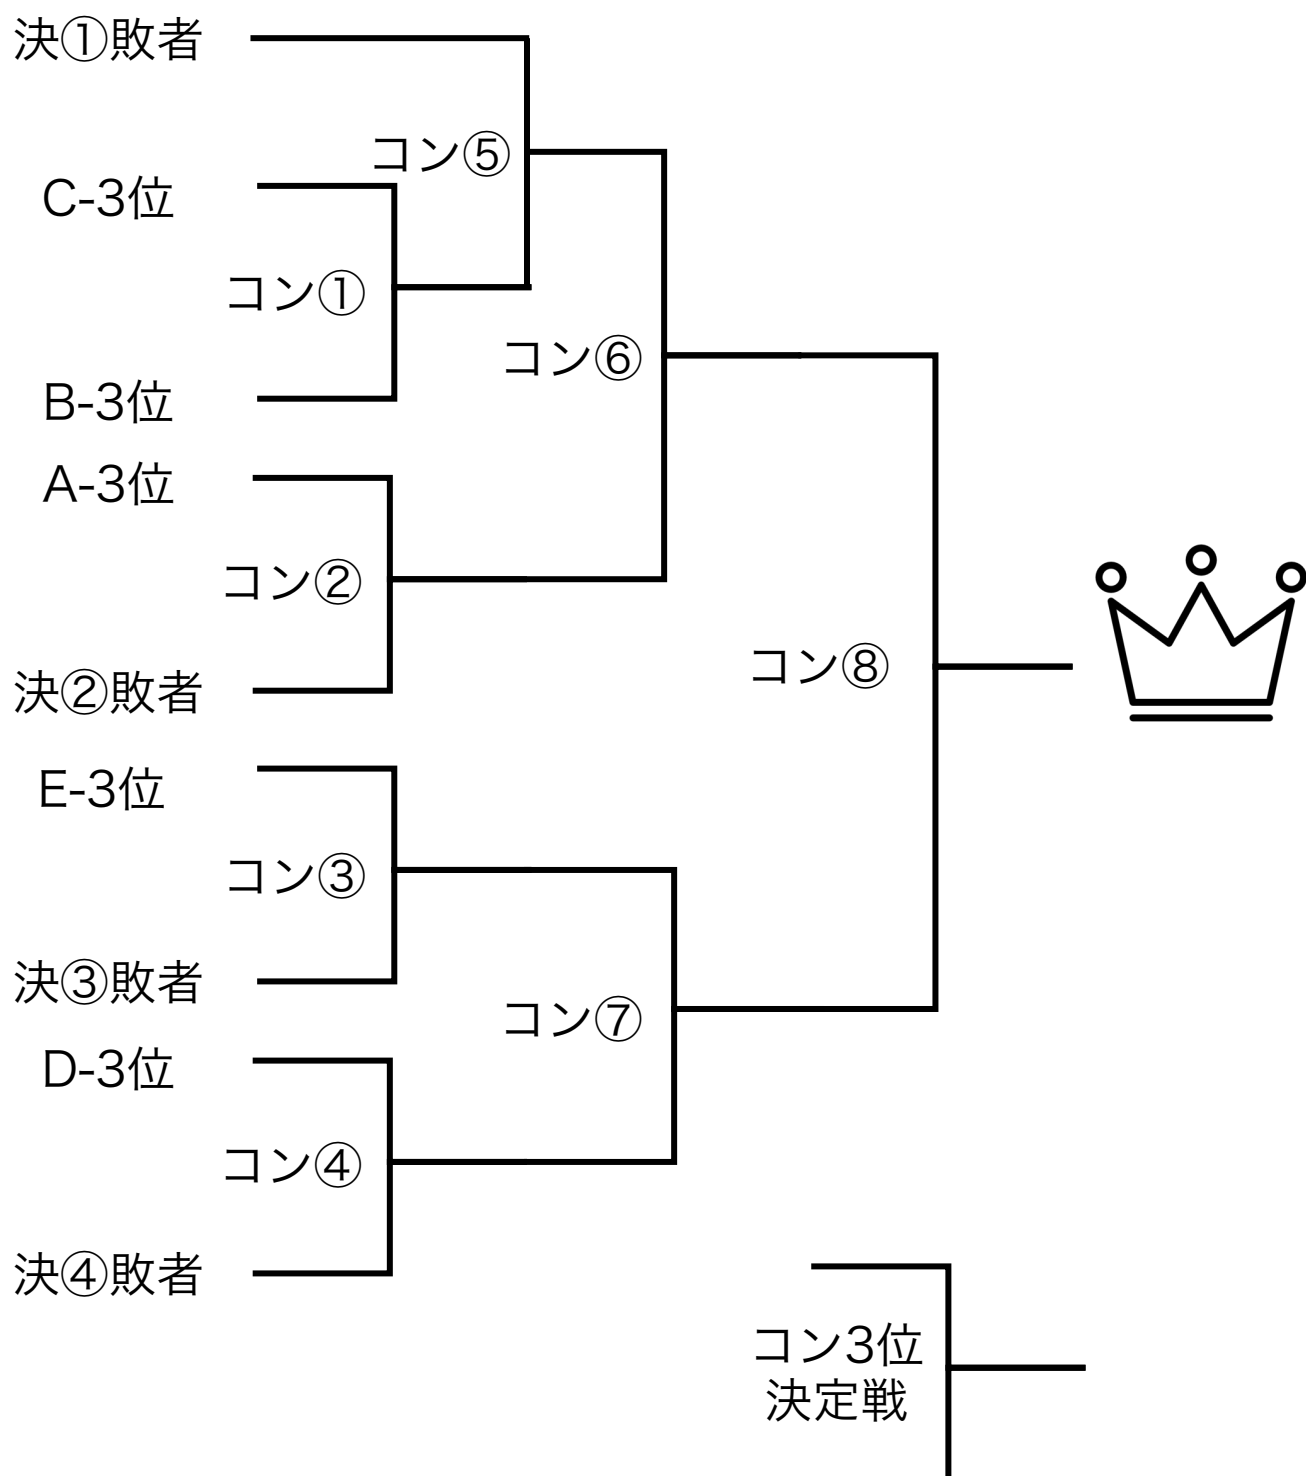 決①敗者
コン⑤
C-3位
コン①
コン⑥
B-3位
A-3位
コン②
コン⑧
決②敗者
E-3位
コン③
決③敗者
コン⑦
D-3位
コン④
決④敗者
コン3位
決定戦